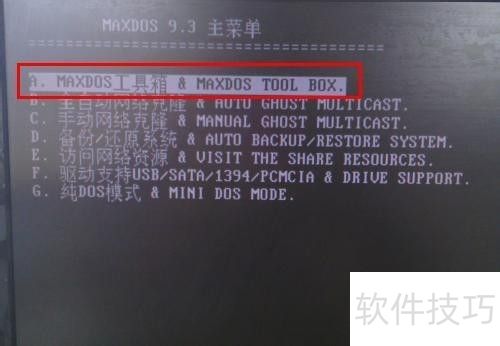 MAXDOS 9.3 主菜单
========================================
A. MAXDOS工具箱 & MAXDOS TOOL BOX.
B. 全自动网络克隆 & AUTO GHOST MULTICAST.
C. 手动网络克隆 & MANUAL GHOST MULTICAST.
D. 备份/还原系统 & AUTO BACKUP/RESTORE SYSTEM.
E. 访问网络资源 & VISIT THE SHARE RESOURCES.
F. 驱动支持USB/SATA/1394/PCMCIA & DRIVE SUPPORT.
G. 纯DOS模式 & MINI DOS MODE.
软件技巧